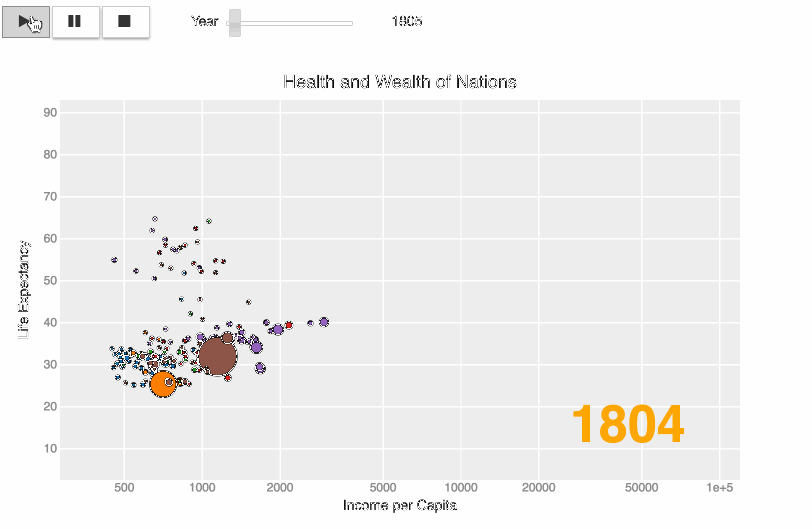 Year 1905
Health and Wealth of Nations
90
80
70
60
50
40
30
20
10
Life Expectancy
1804
500 1000 2000 5000 10000 20000 50000 1e+5
Income per Capita